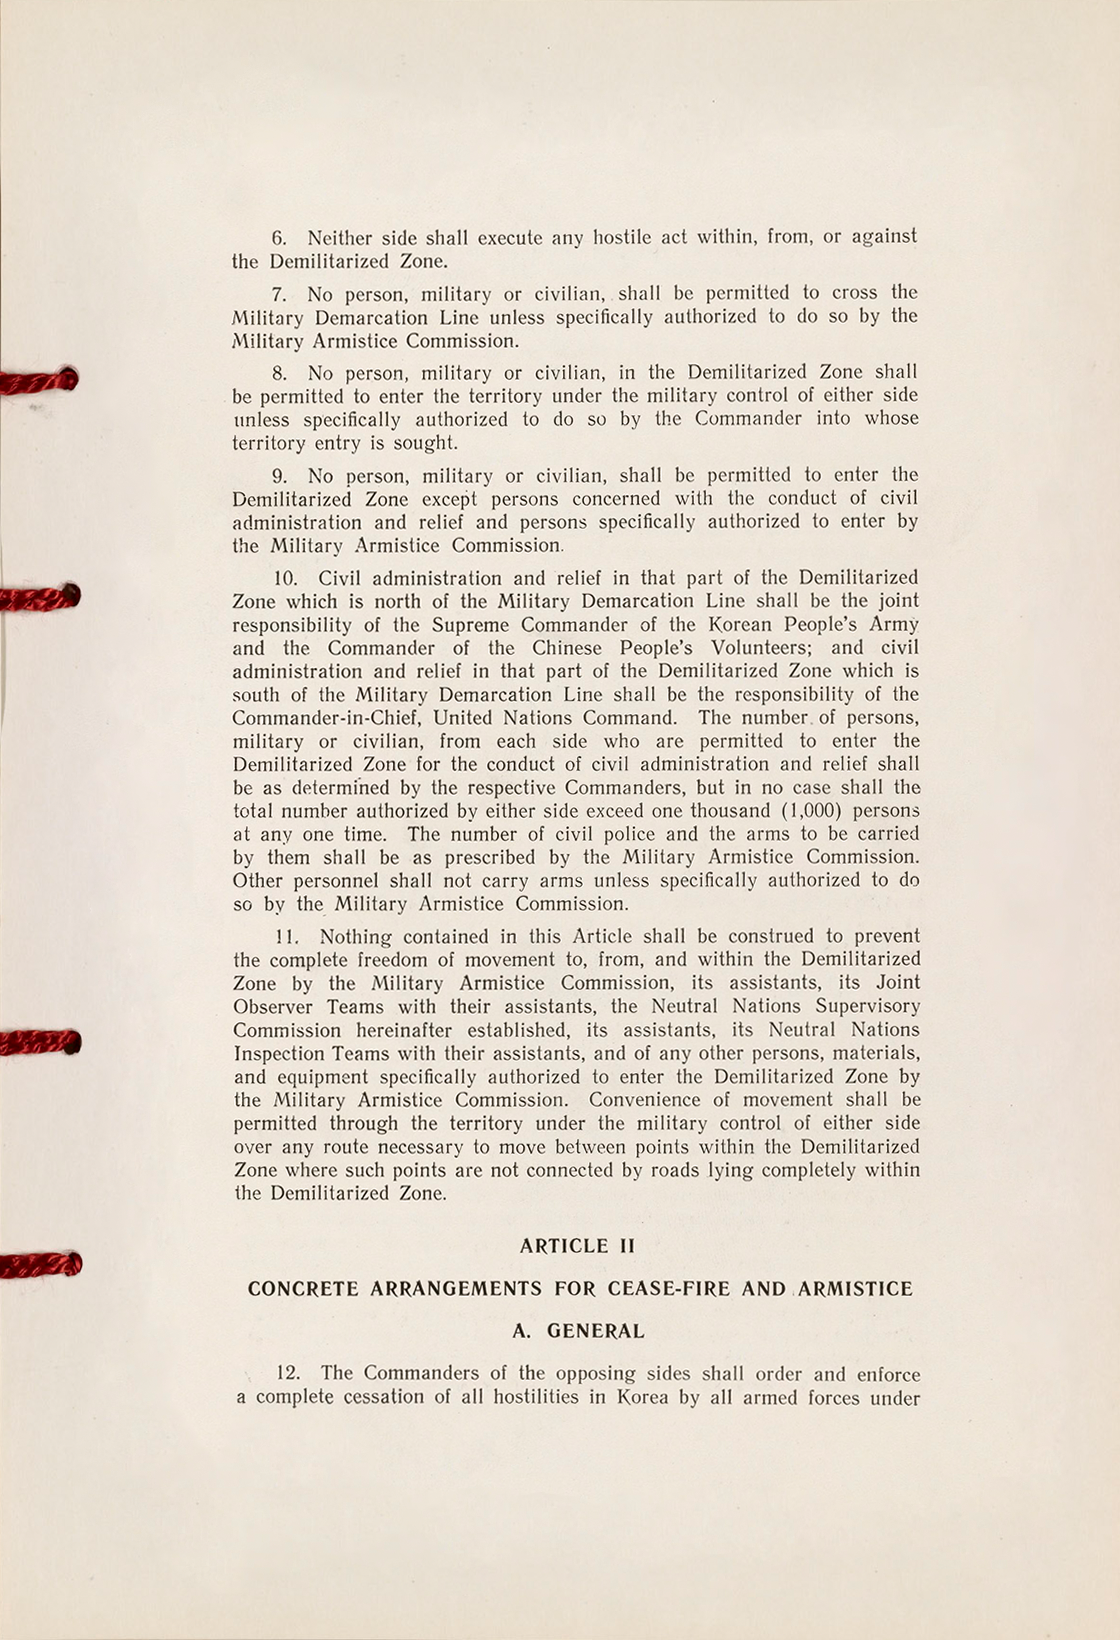 6. Neither side shall execute any hostile act within, from, or against
the Demilitarized Zone.
7. No person, military or civilian, shall be permitted to cross the
Military Demarcation Line unless specifically authorized to do so by the
Military Armistice Commission.
8. No person, military or civilian, in the Demilitarized Zone shall
be permitted to enter the territory under the military control of either side
unless specifically authorized to do so by the Commander into whose
territory entry is sought.
9. No person, military or civilian, shall be permitted to enter the
Demilitarized Zone except persons concerned with the conduct of civil
administration and relief and persons specifically authorized to enter by
the Military Armistice Commission.
10. Civil administration and relief in that part of the Demilitarized
Zone which is north of the Military Demarcation Line shall be the joint
responsibility of the Supreme Commander of the Korean People's Army
and the Commander of the Chinese People's Volunteers; and civil
administration and relief in that part of the Demilitarized Zone which is
south of the Military Demarcation Line shall be the responsibility of the
Commander-in-Chief, United Nations Command. The number of persons,
military or civilian, from each side who are permitted to enter the
Demilitarized Zone for the conduct of civil administration and relief shall
be as determined by the respective Commanders, but in no case shall the
total number authorized by either side exceed one thousand (1,000) persons
at any one time. The number of civil police and the arms to be carried
by them shall be as prescribed by the Military Armistice Commission.
Other personnel shall not carry arms unless specifically authorized to do
so by the Military Armistice Commission.
11. Nothing contained in this Article shall be construed to prevent
the complete freedom of movement to, from, and within the Demilitarized
Zone by the Military Armistice Commission, its assistants, its Joint
Observer Teams with their assistants, the Neutral Nations Supervisory
Commission hereinafter established, its assistants, its Neutral Nations
Inspection Teams with their assistants, and of any other persons, materials,
and equipment specifically authorized to enter the Demilitarized Zone by
the Military Armistice Commission. Convenience of movement shall be
permitted through the territory under the military control of either side
over any route necessary to move between points within the Demilitarized
Zone where such points are not connected by roads lying completely within
the Demilitarized Zone.
ARTICLE II
CONCRETE ARRANGEMENTS FOR CEASE-FIRE AND ARMISTICE
A. GENERAL
12. The Commanders of the opposing sides shall order and enforce
a complete cessation of all hostilities in Korea by all armed forces under